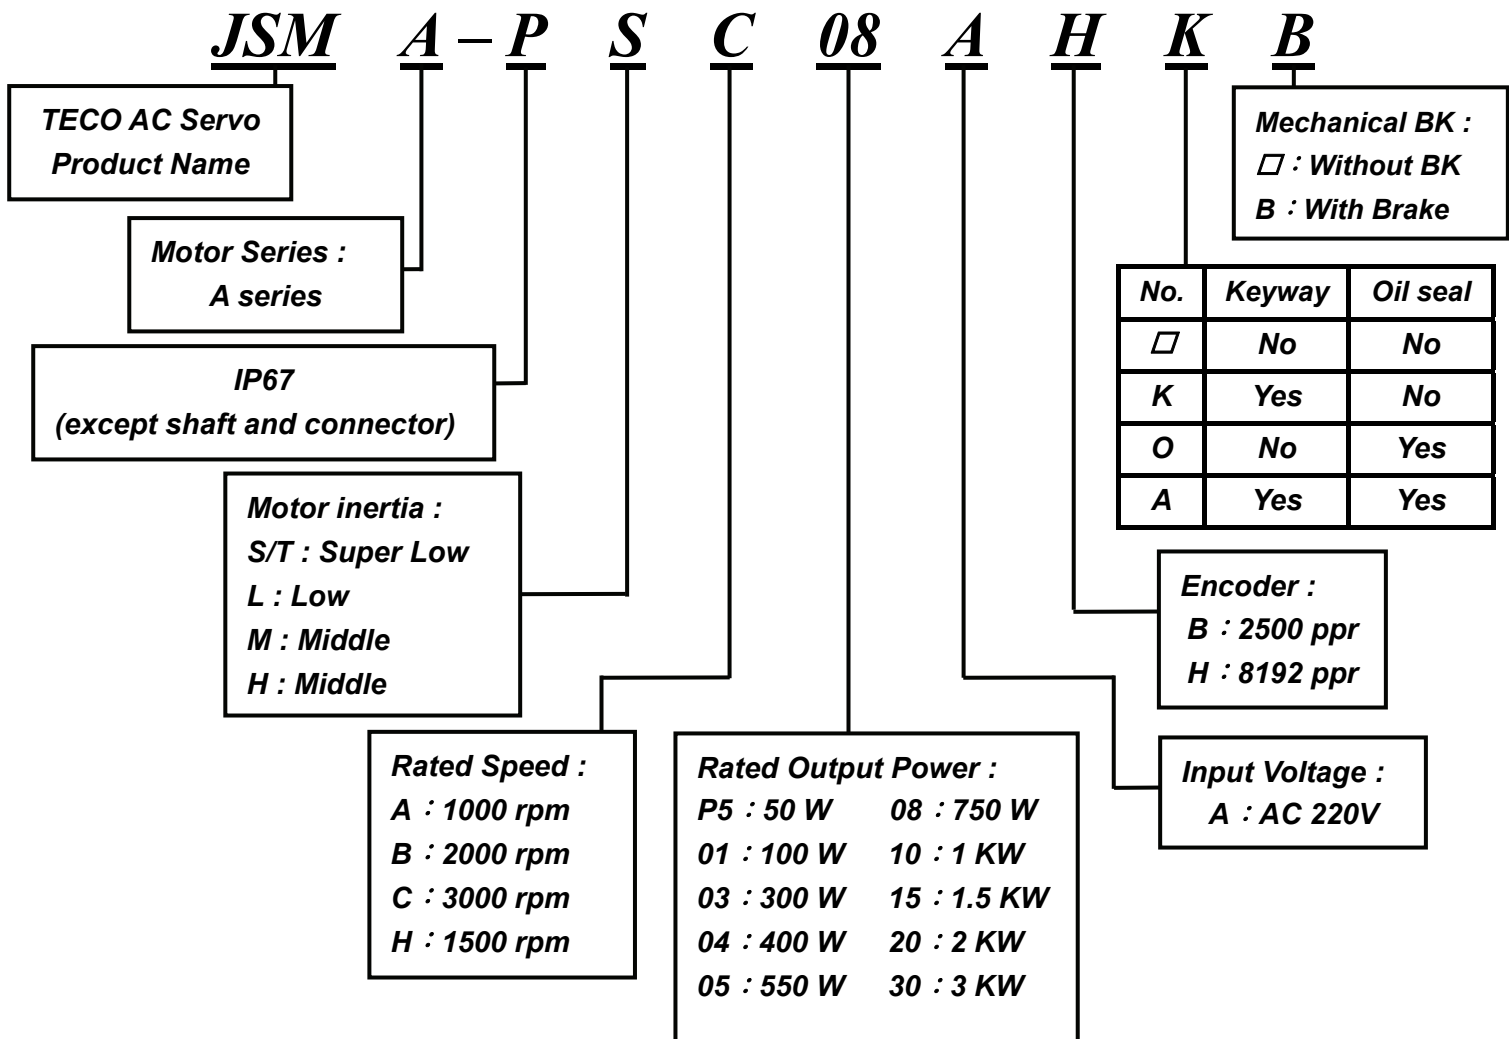 JSM A – P S C 08 A H K B
TECO AC Servo
Product Name
Motor Series :
A series
IP67
(except shaft and connector)
Motor inertia :
S/T : Super Low
L : Low
M : Middle
H : Middle
Rated Speed :
A：1000 rpm
B：2000 rpm
C：3000 rpm
H：1500 rpm
Rated Output Power :
P5：50 W 08：750 W
01：100 W 10：1 KW
03：300 W 15：1.5 KW
04：400 W 20：2 KW
05：550 W 30：3 KW
Input Voltage :
A：AC 220V
Encoder :
B：2500 ppr
H：8192 ppr
No. Keyway Oil seal
□ No No
K Yes No
O No Yes
A Yes Yes
Mechanical BK :
□：Without BK
B：With Brake